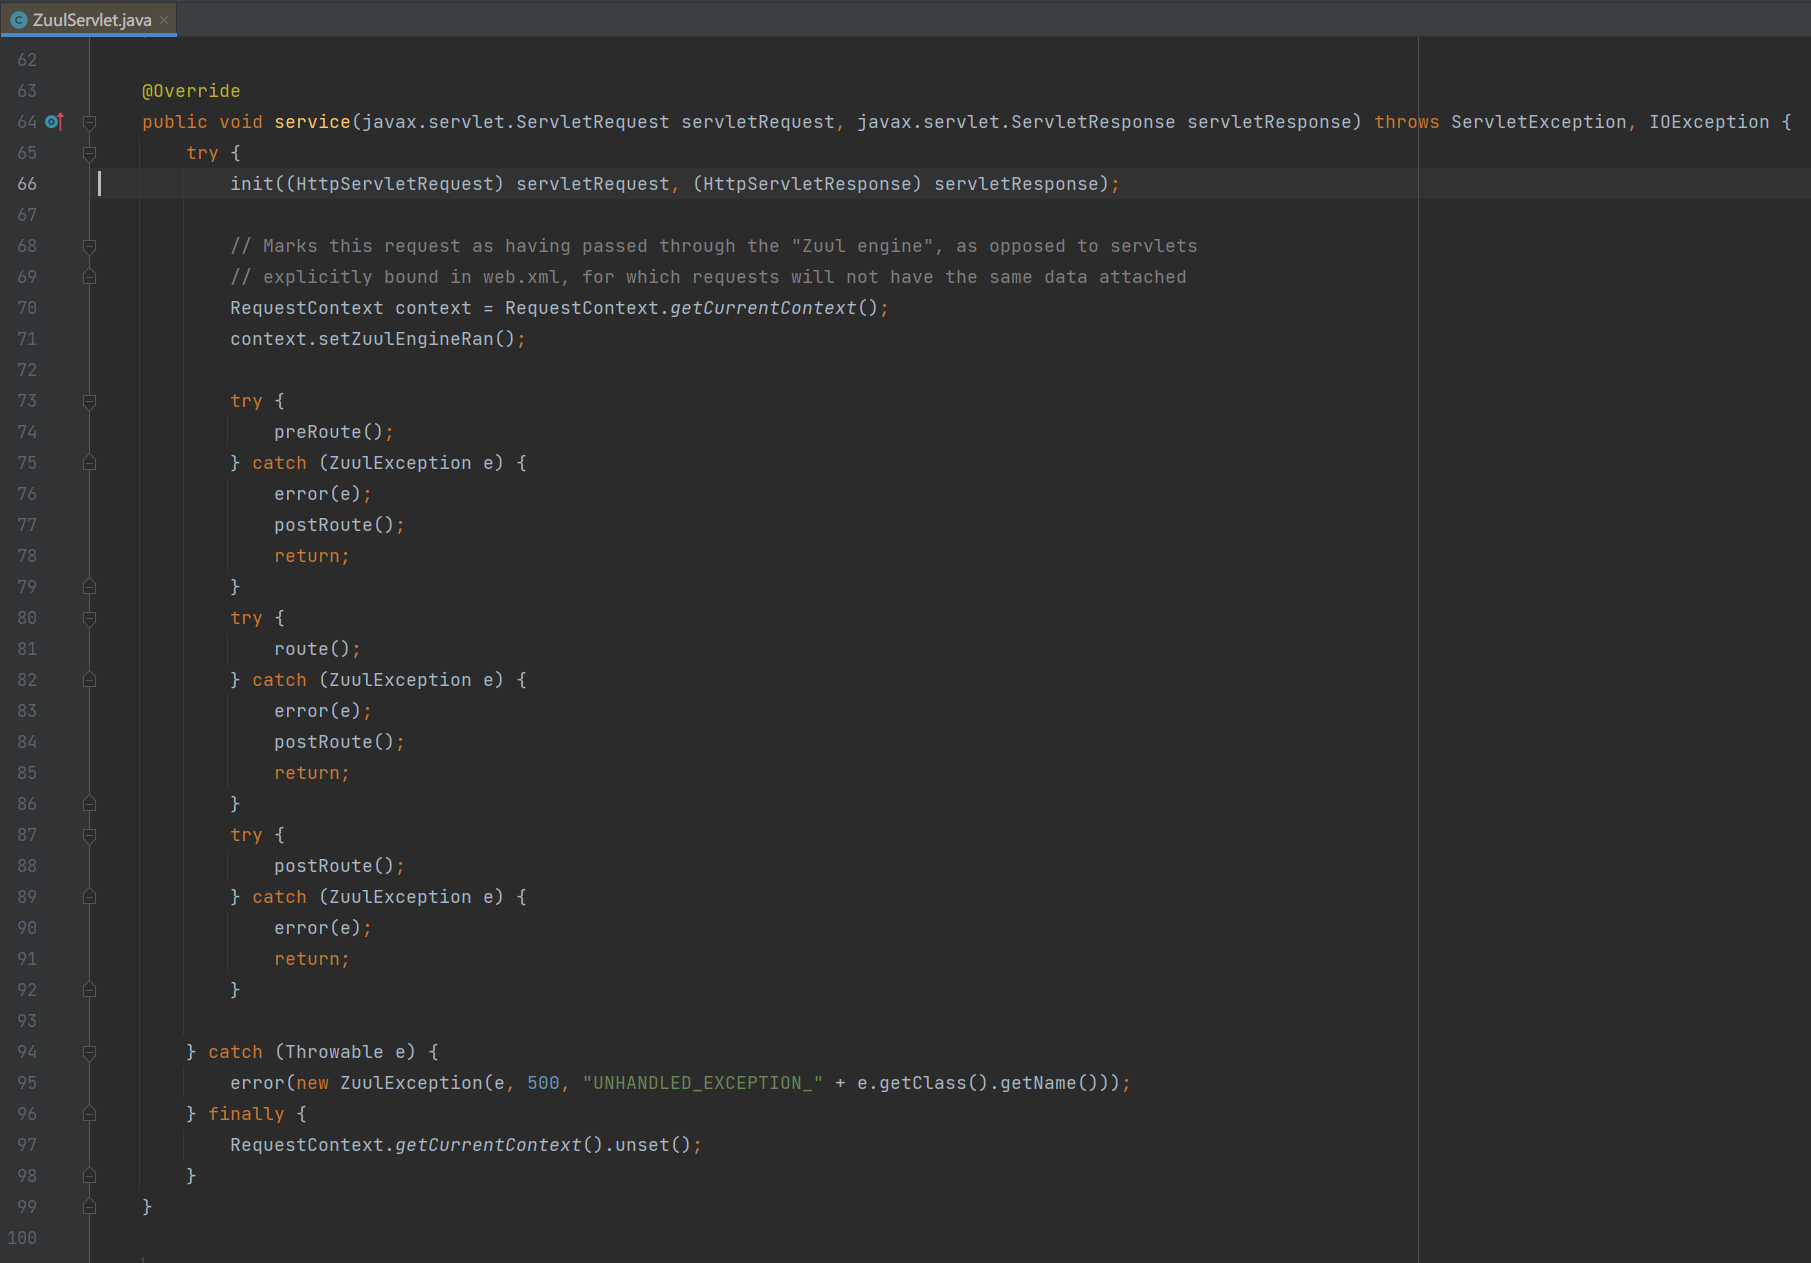 ZuulServlet.java
62
63 @Override
64 public void service(javax.servlet.ServletRequest servletRequest, javax.servlet.ServletResponse servletResponse) throws ServletException, IOException {
65 try {
66 init((HttpServletRequest) servletRequest, (HttpServletResponse) servletResponse);
67
68 // Marks this request as having passed through the "Zuul engine", as opposed to servlets
69 // explicitly bound in web.xml, for which requests will not have the same data attached
70 RequestContext context = RequestContext.getCurrentContext();
71 context.setZuulEngineRan();
72
73 try {
74 preRoute();
75 } catch (ZuulException e) {
76 error(e);
77 postRoute();
78 return;
79 }
80 try {
81 route();
82 } catch (ZuulException e) {
83 error(e);
84 postRoute();
85 return;
86 }
87 try {
88 postRoute();
89 } catch (ZuulException e) {
90 error(e);
91 return;
92 }
93
94 } catch (Throwable e) {
95 error(new ZuulException(e, 500, "UNHANDLED_EXCEPTION_" + e.getClass().getName()));
96 } finally {
97 RequestContext.getCurrentContext().unset();
98 }
99 }
100